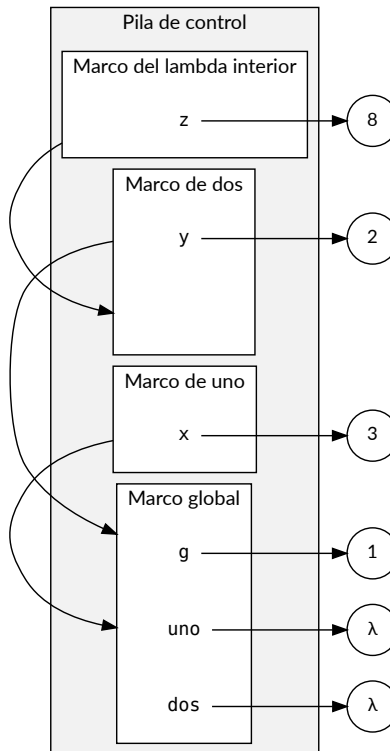 Pila de control
Marco del lambda interior
z 8
Marco de dos
y 2
Marco de uno
x 3
Marco global
g 1
uno λ
dos λ